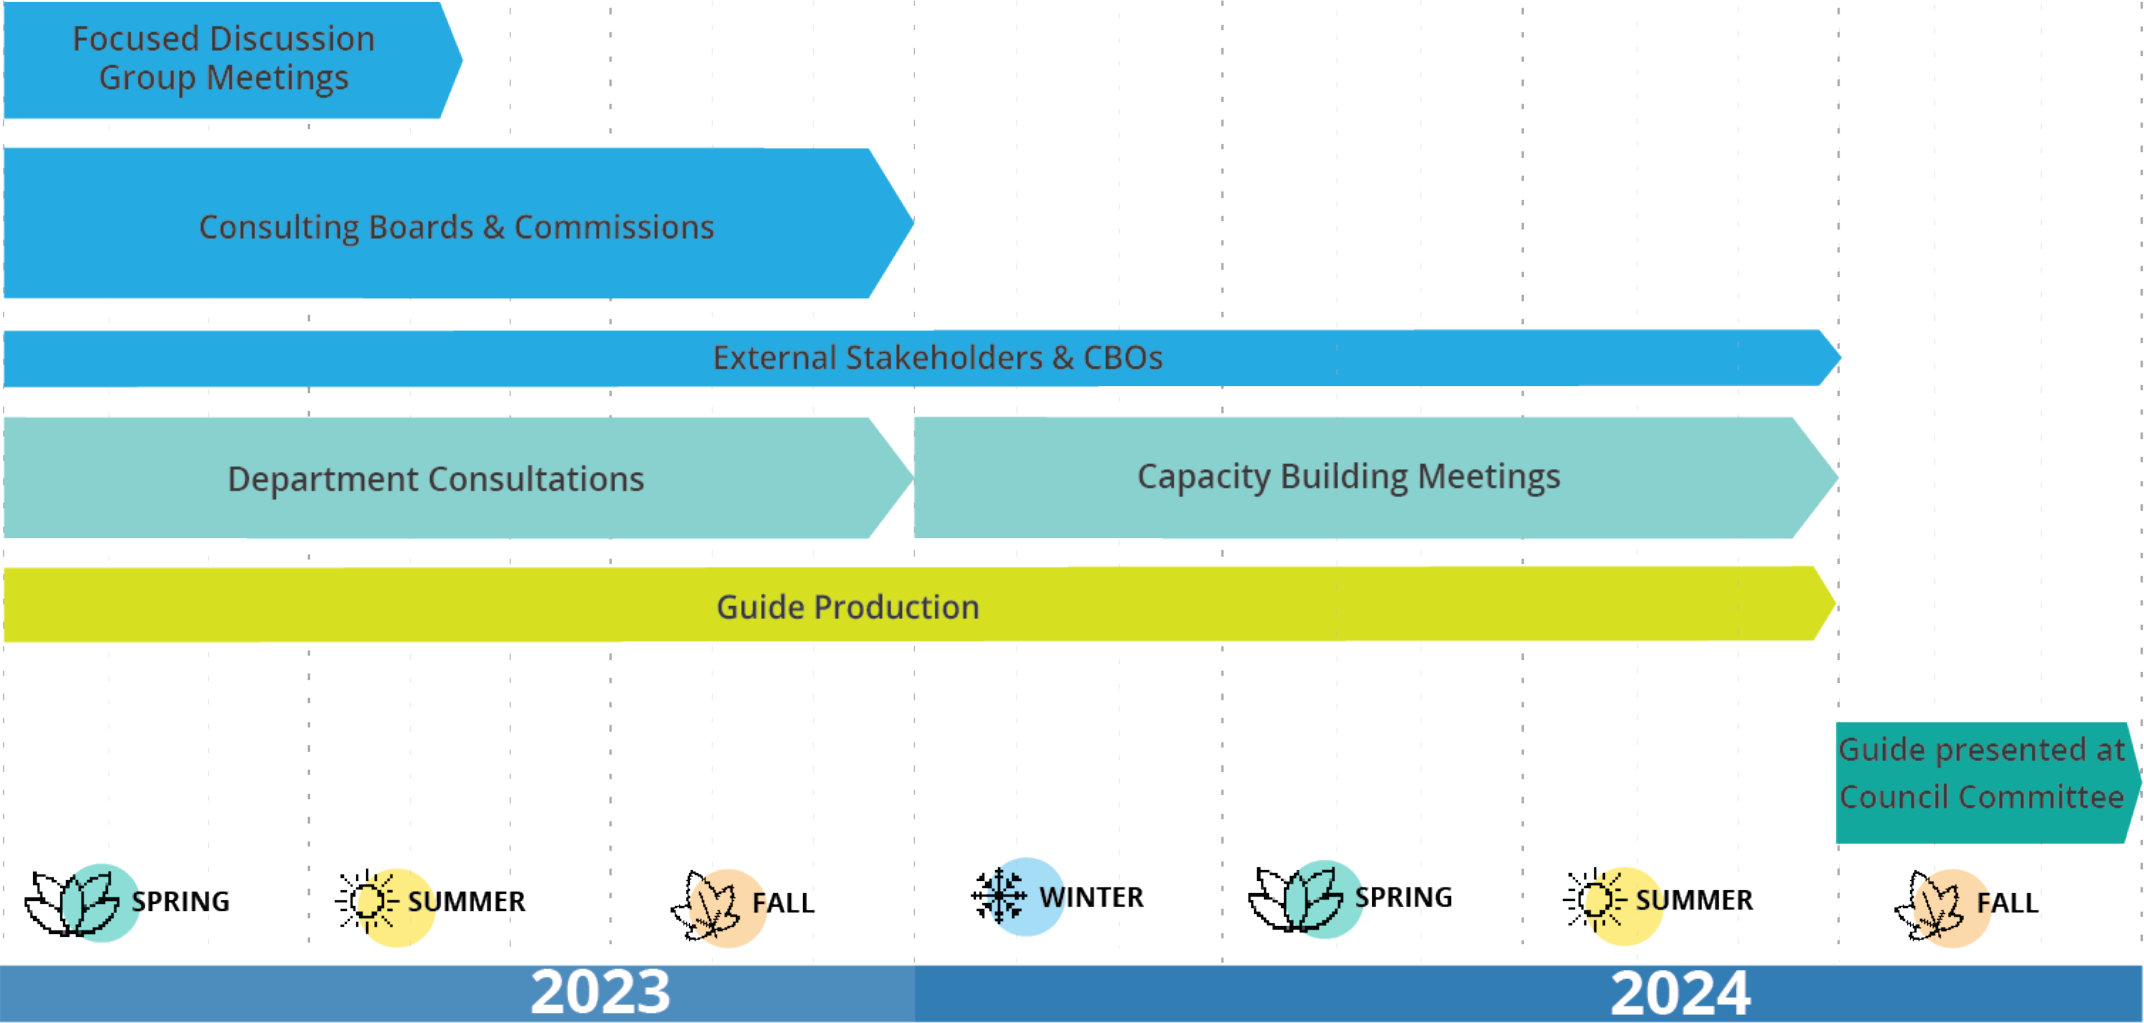 Focused Discussion
Group Meetings
Consulting Boards & Commissions
External Stakeholders & CBOs
Department Consultations
Capacity Building Meetings
Guide Production
Guide presented at
Council Committee
SPRING
SUMMER
FALL
WINTER
SPRING
SUMMER
FALL
2023
2024